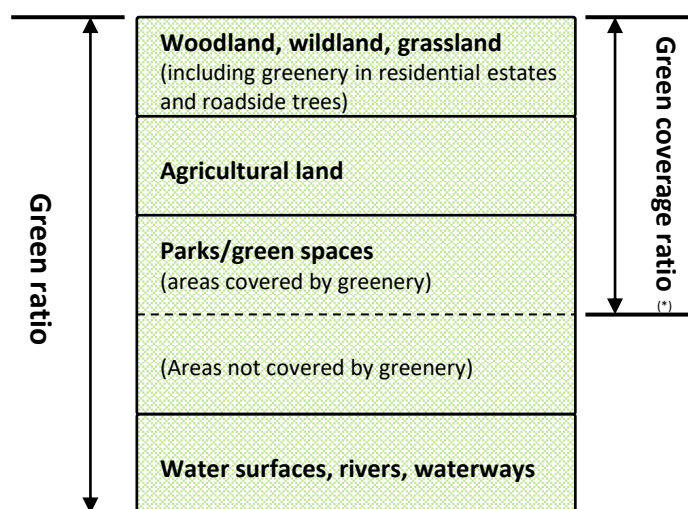 Woodland, wildland, grassland
(including greenery in residential estates
and roadside trees)
Agricultural land
Parks/green spaces
(areas covered by greenery)
(Areas not covered by greenery)
Water surfaces, rivers, waterways
Green ratio
Green coverage ratio
(*)